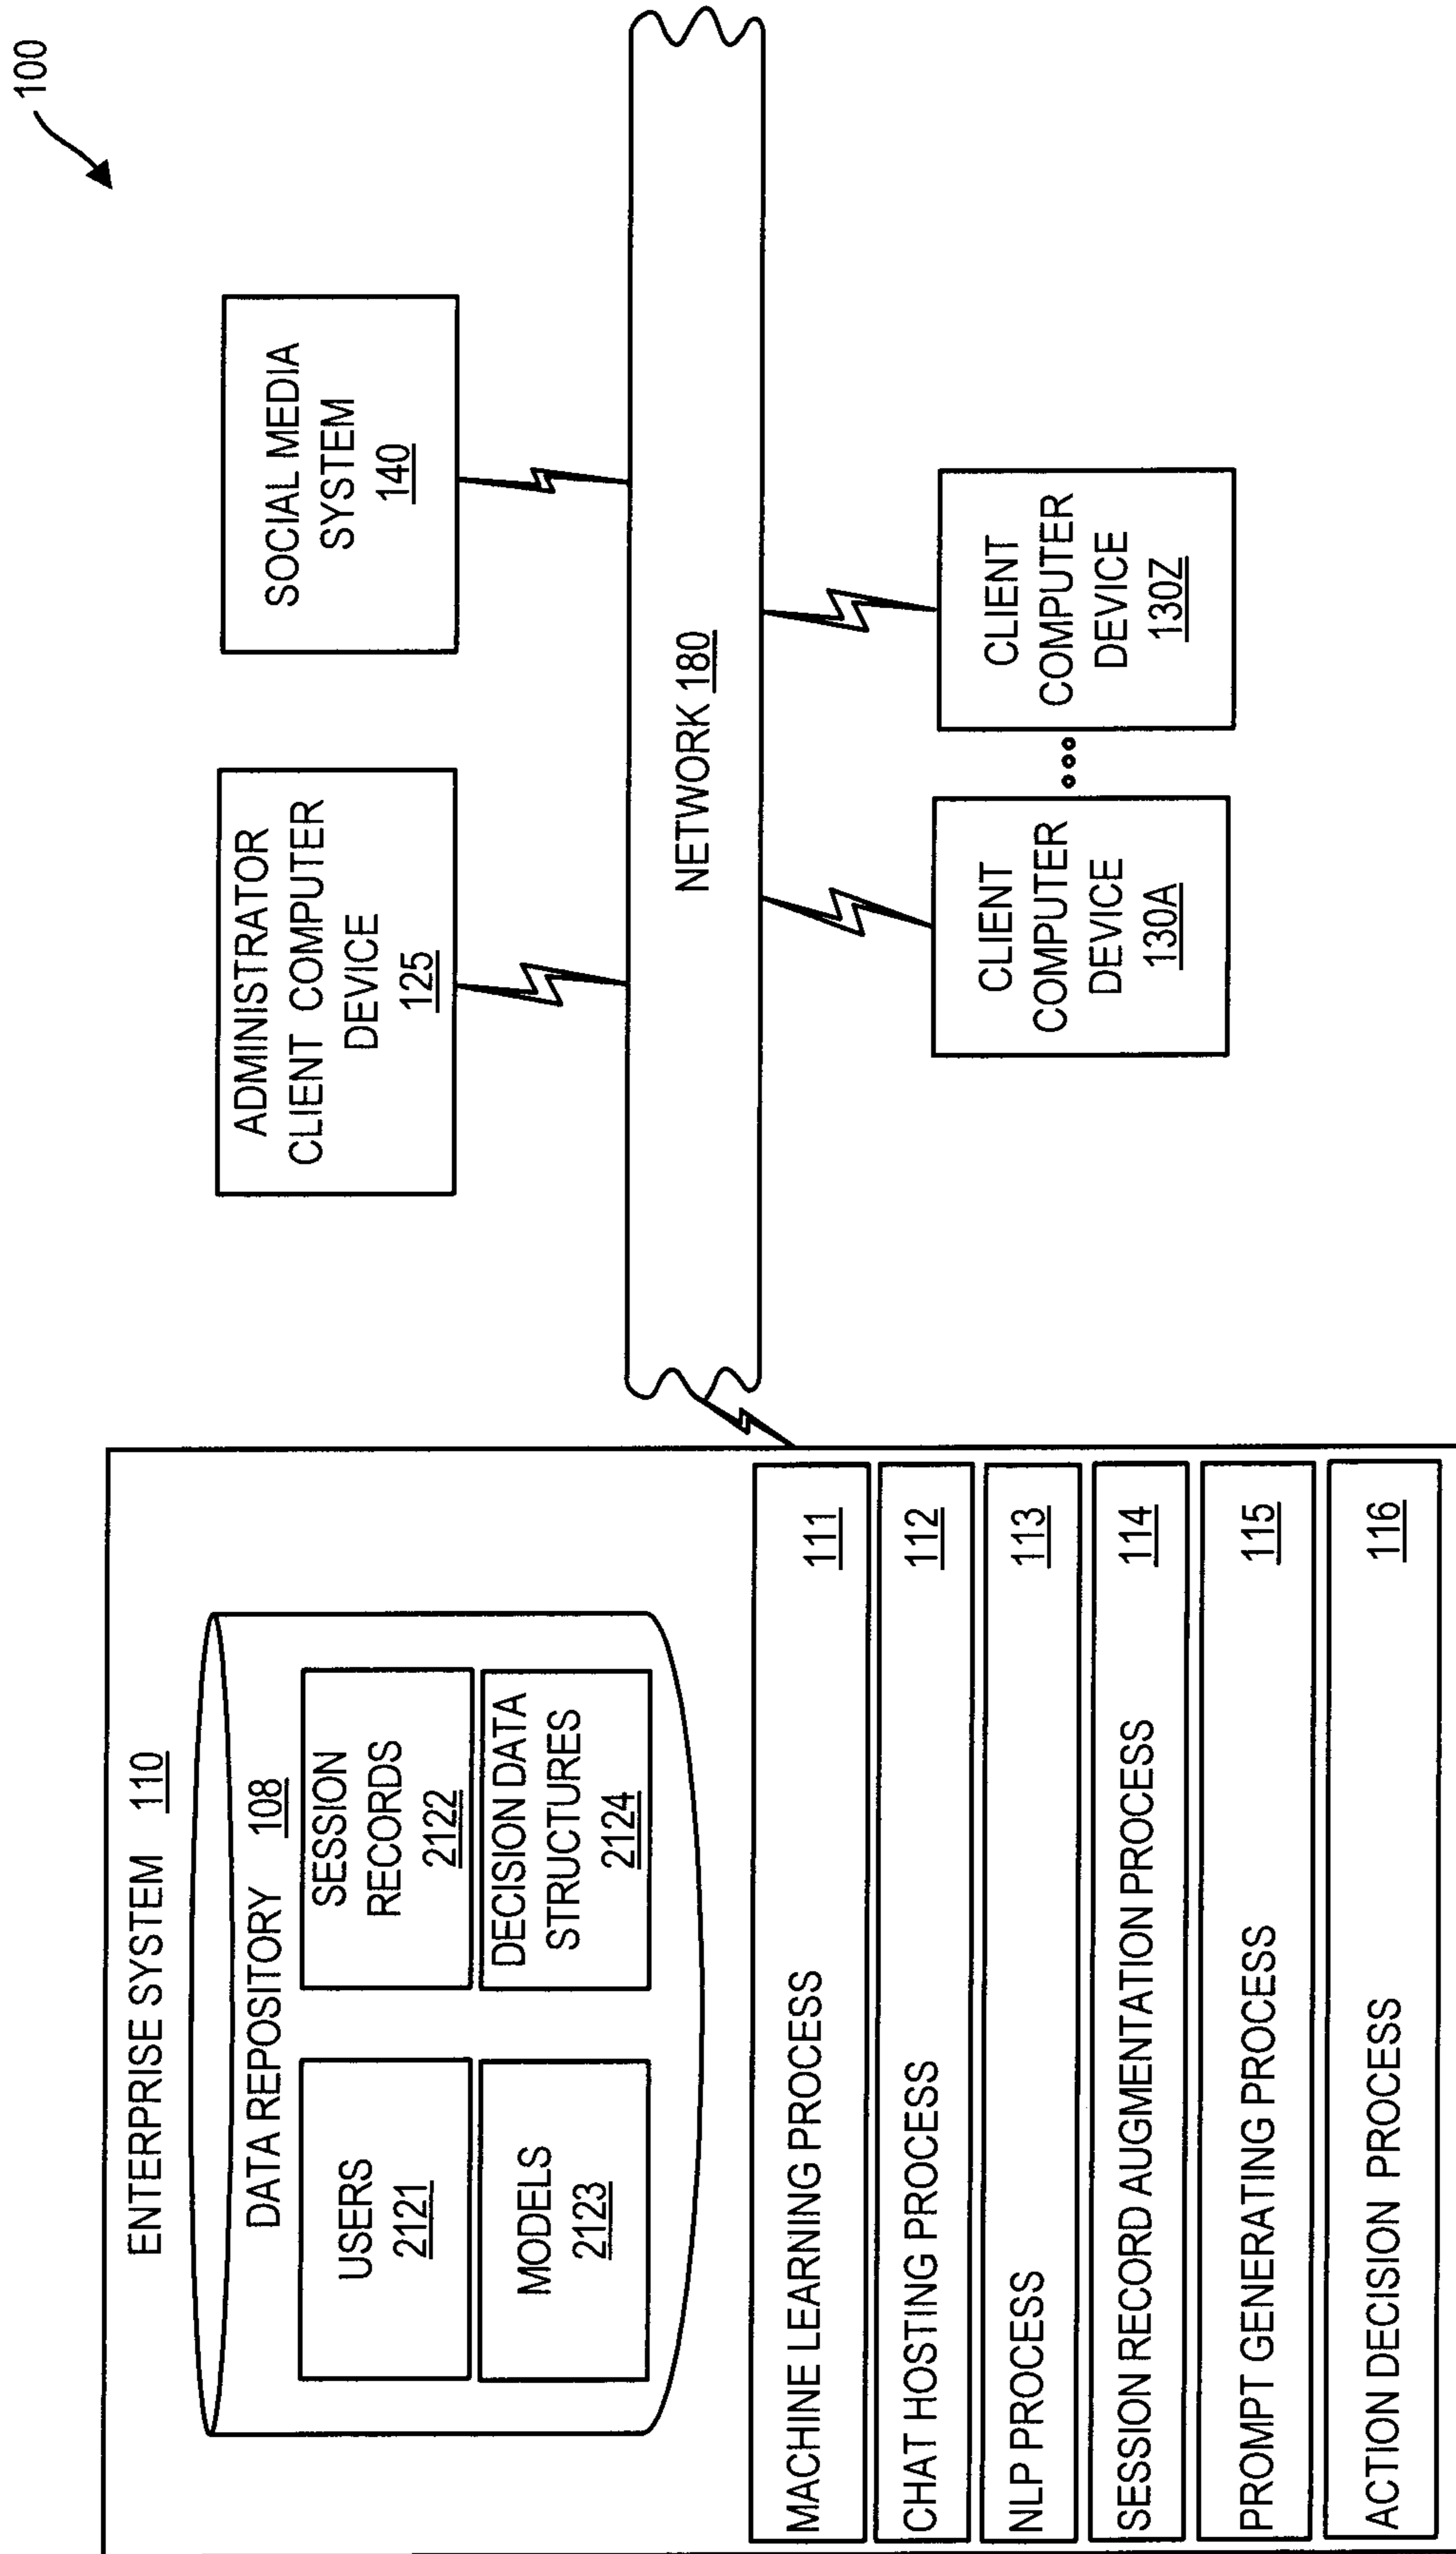 100
ENTERPRISE SYSTEM 110
DATA REPOSITORY 108
USERS
2121
SESSION
RECORDS
2122
MODELS
2123
DECISION DATA
STRUCTURES
2124
MACHINE LEARNING PROCESS 111
CHAT HOSTING PROCESS 112
NLP PROCESS 113
SESSION RECORD AUGMENTATION PROCESS 114
PROMPT GENERATING PROCESS 115
ACTION DECISION PROCESS 116
ADMINISTRATOR
CLIENT COMPUTER
DEVICE
125
SOCIAL MEDIA
SYSTEM
140
NETWORK 180
CLIENT
COMPUTER
DEVICE
130A
CLIENT
COMPUTER
DEVICE
130Z